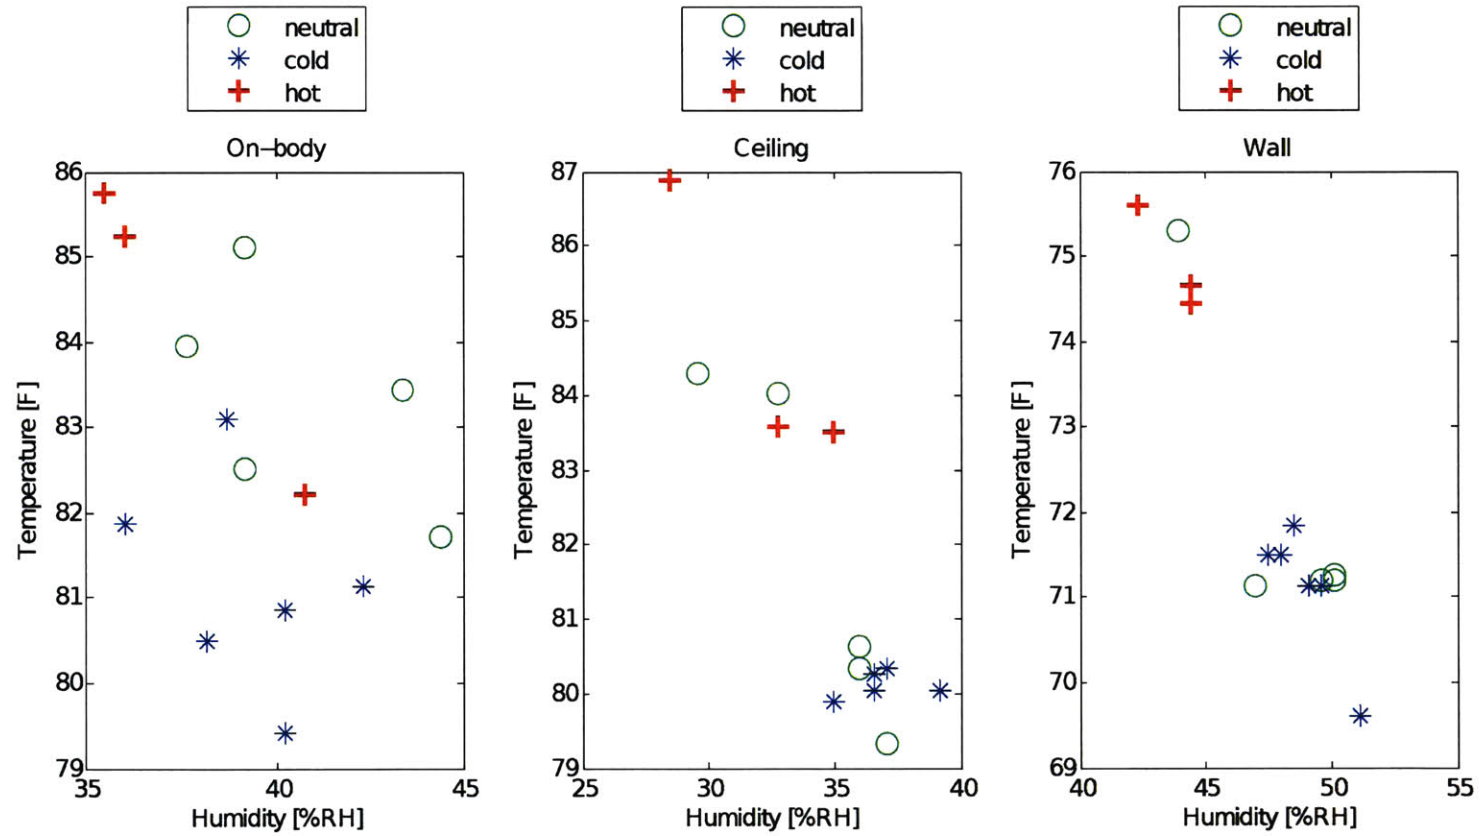 neutral
cold
hot
neutral
cold
hot
neutral
cold
hot
On-body
86
85
84
83
82
81
80
79
35
40
45
Temperature [F]
Humidity [%RH]
Ceiling
87
86
85
84
83
82
81
80
79
25
30
35
40
Temperature [F]
Humidity [%RH]
Wall
76
75
74
73
72
71
70
69
40
45
50
55
Temperature [F]
Humidity [%RH]